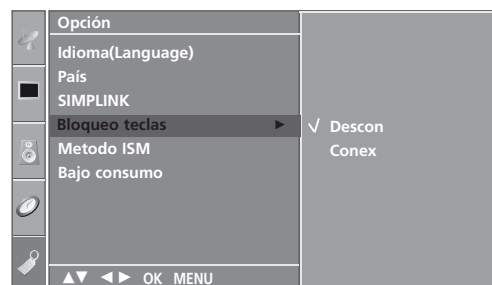 Opción
Idioma(Language)
País
SIMPLINK
Bloqueo teclas ►
√ Descon
Conex
Metodo ISM
Bajo consumo
▲▼ ◄► OK MENU